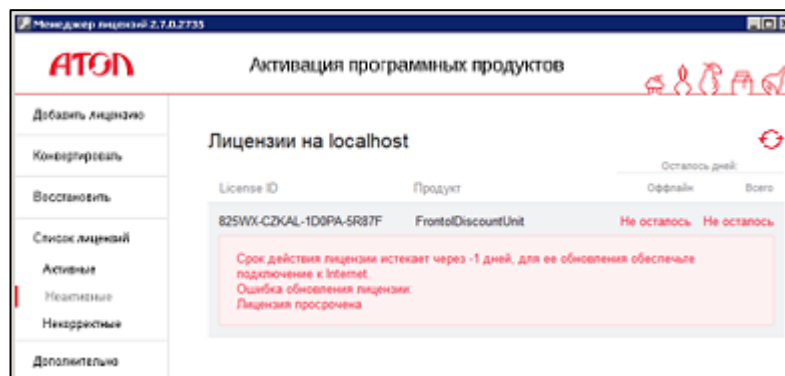 Менеджер лицензий 2.7.0.2735
АТОЛ
Активация программных продуктов
Добавить лицензию
Конвертировать
Восстановить
Список лицензий
Активные
Неактивные
Некорректные
Дополнительно
Лицензии на localhost
Осталось дней:
License ID Продукт Оффлайн Всего
825WX-CZKAL-1D0PA-5R87F FrontolDiscountUnit Не осталось Не осталось
Срок действия лицензии истекает через -1 дней, для ее обновления обеспечьте
подключение к Internet.
Ошибка обновления лицензии:
Лицензия просрочена